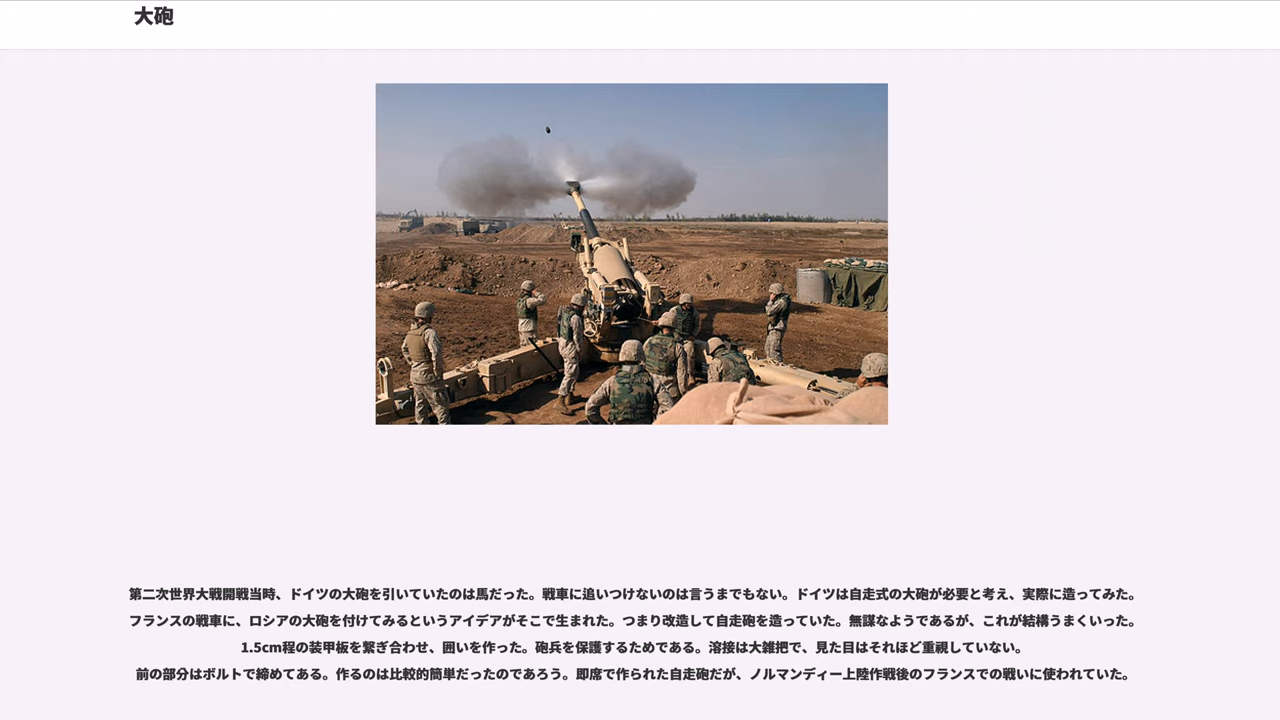 大砲
第二次世界大戦開戦当時、ドイツの大砲を引いていたのは馬だった。戦車に追いつけないのは言うまでもない。ドイツは自走式の大砲が必要と考え、実際に造ってみた。
フランスの戦車に、ロシアの大砲を付けてみるというアイデアがそこで生まれた。つまり改造して自走砲を造っていた。無謀なようであるが、これが結構うまくいった。
1.5cm程の装甲板を繋ぎ合わせ、囲いを作った。砲兵を保護するためである。溶接は大雑把で、見た目はそれほど重視していない。
前の部分はボルトで締めてある。作るのは比較的簡単だったのであろう。即席で作られた自走砲だが、ノルマンディー上陸作戦後のフランスでの戦いに使われていた。